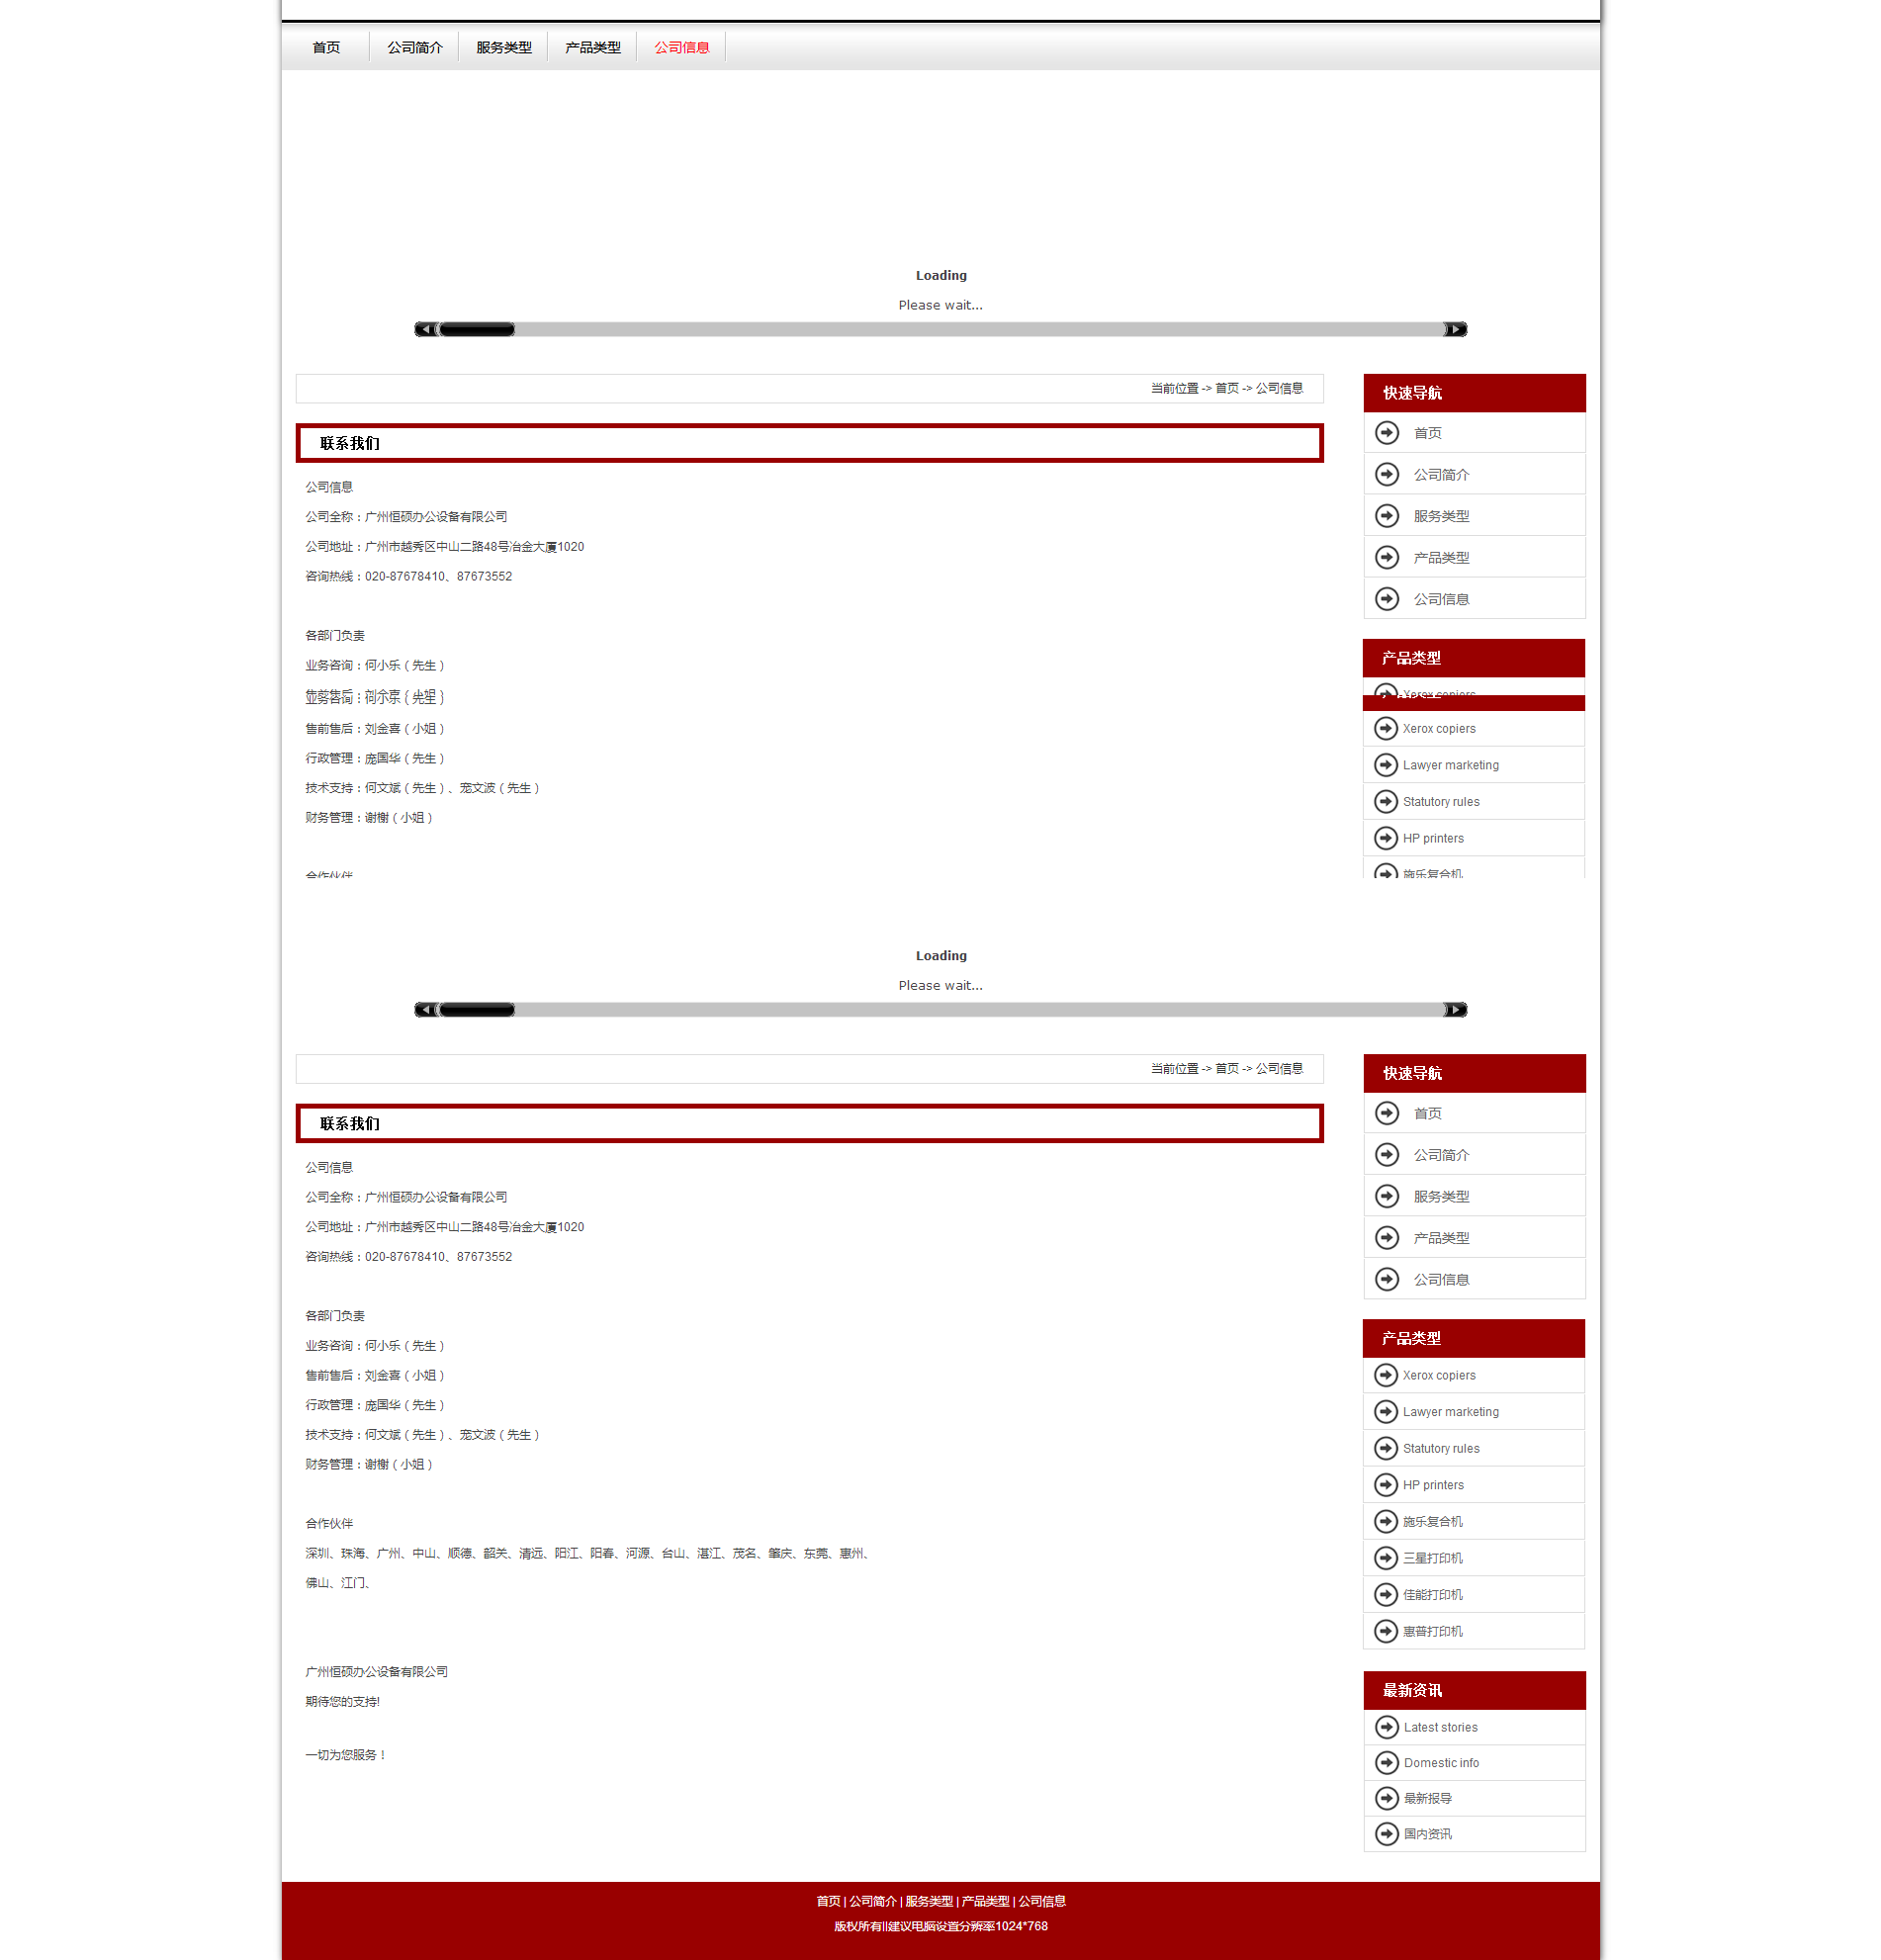 首页 公司简介 服务类型 产品类型 公司信息
Loading
Please wait...
当前位置 -> 首页 -> 公司信息
联系我们
公司信息
公司全称：广州恒硕办公设备有限公司
公司地址：广州市越秀区中山二路48号冶金大厦1020
咨询热线：020-87678410、87673552
各部门负责
业务咨询：何小乐（先生）
售前售后：刘金喜（小姐）
行政管理：庞国华（先生）
技术支持：何文斌（先生）、宠文波（先生）
财务管理：谢榭（小姐）
合作伙伴
快速导航
首页
公司简介
服务类型
产品类型
公司信息
产品类型
Xerox copiers
Xerox copiers
Lawyer marketing
Statutory rules
HP printers
施乐复合机
Loading
Please wait...
当前位置 -> 首页 -> 公司信息
联系我们
公司信息
公司全称：广州恒硕办公设备有限公司
公司地址：广州市越秀区中山二路48号冶金大厦1020
咨询热线：020-87678410、87673552
各部门负责
业务咨询：何小乐（先生）
售前售后：刘金喜（小姐）
行政管理：庞国华（先生）
技术支持：何文斌（先生）、宠文波（先生）
财务管理：谢榭（小姐）
合作伙伴
深圳、珠海、广州、中山、顺德、韶关、清远、阳江、阳春、河源、台山、湛江、茂名、肇庆、东莞、惠州、
佛山、江门、
广州恒硕办公设备有限公司
期待您的支持!
一切为您服务！
快速导航
首页
公司简介
服务类型
产品类型
公司信息
产品类型
Xerox copiers
Lawyer marketing
Statutory rules
HP printers
施乐复合机
三星打印机
佳能打印机
惠普打印机
最新资讯
Latest stories
Domestic info
最新报导
国内资讯
首页 | 公司简介 | 服务类型 | 产品类型 | 公司信息
版权所有||建议电脑设置分辨率1024*768